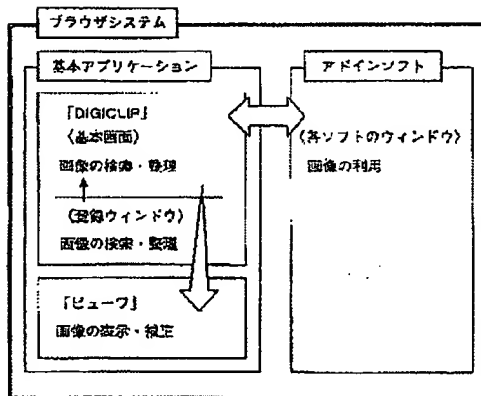 ブラウザシステム
基本アプリケーション
「DIGICLIP」
〈基本画面〉
画像の検索・整理
〈登録ウィンドウ〉
画像の検索・整理
「ビューワ」
画像の表示・補正
アドインソフト
〈各ソフトのウィンドウ〉
画像の利用